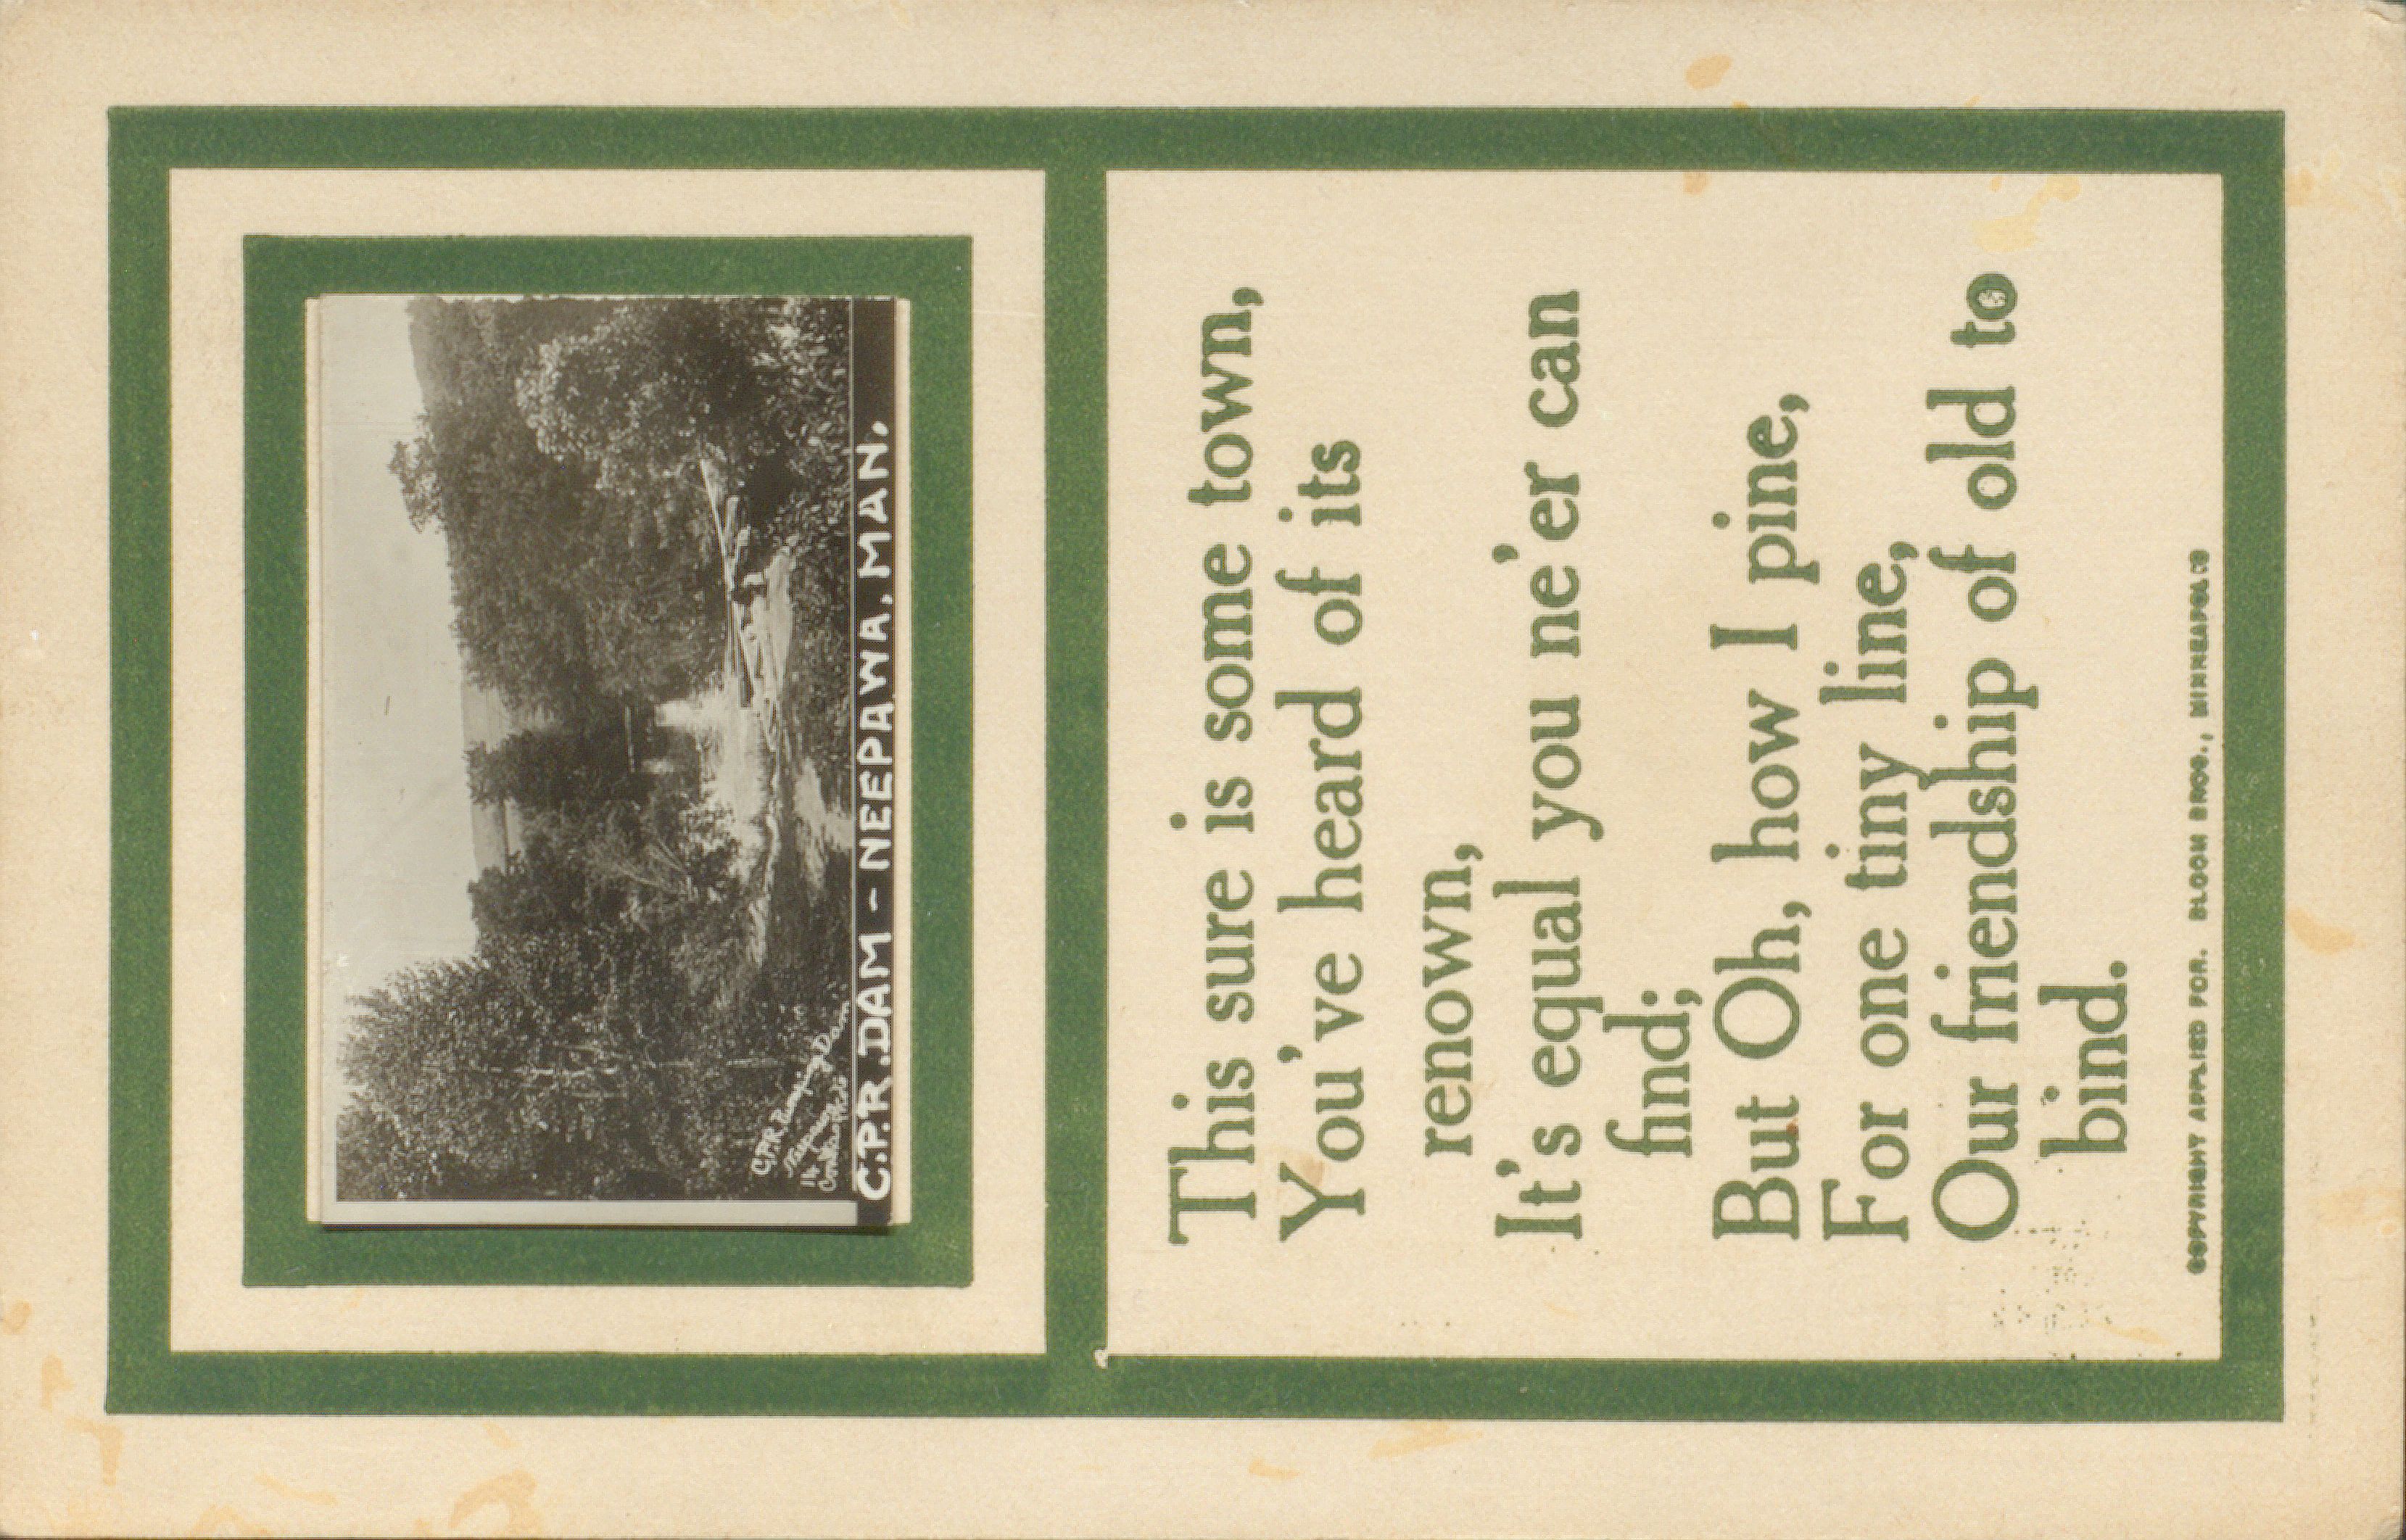 C.P.R. Pumping Dam
C.P.R. DAM - NEEPAWA, MAN.
This sure is some town,
You've heard of its
renown,
It's equal you ne'er can
find;
But Oh, how I pine,
For one tiny line,
Our friendship of old to
bind.
COPYRIGHT APPLIED FOR. BLOOM BROS., MINNEAPOLIS